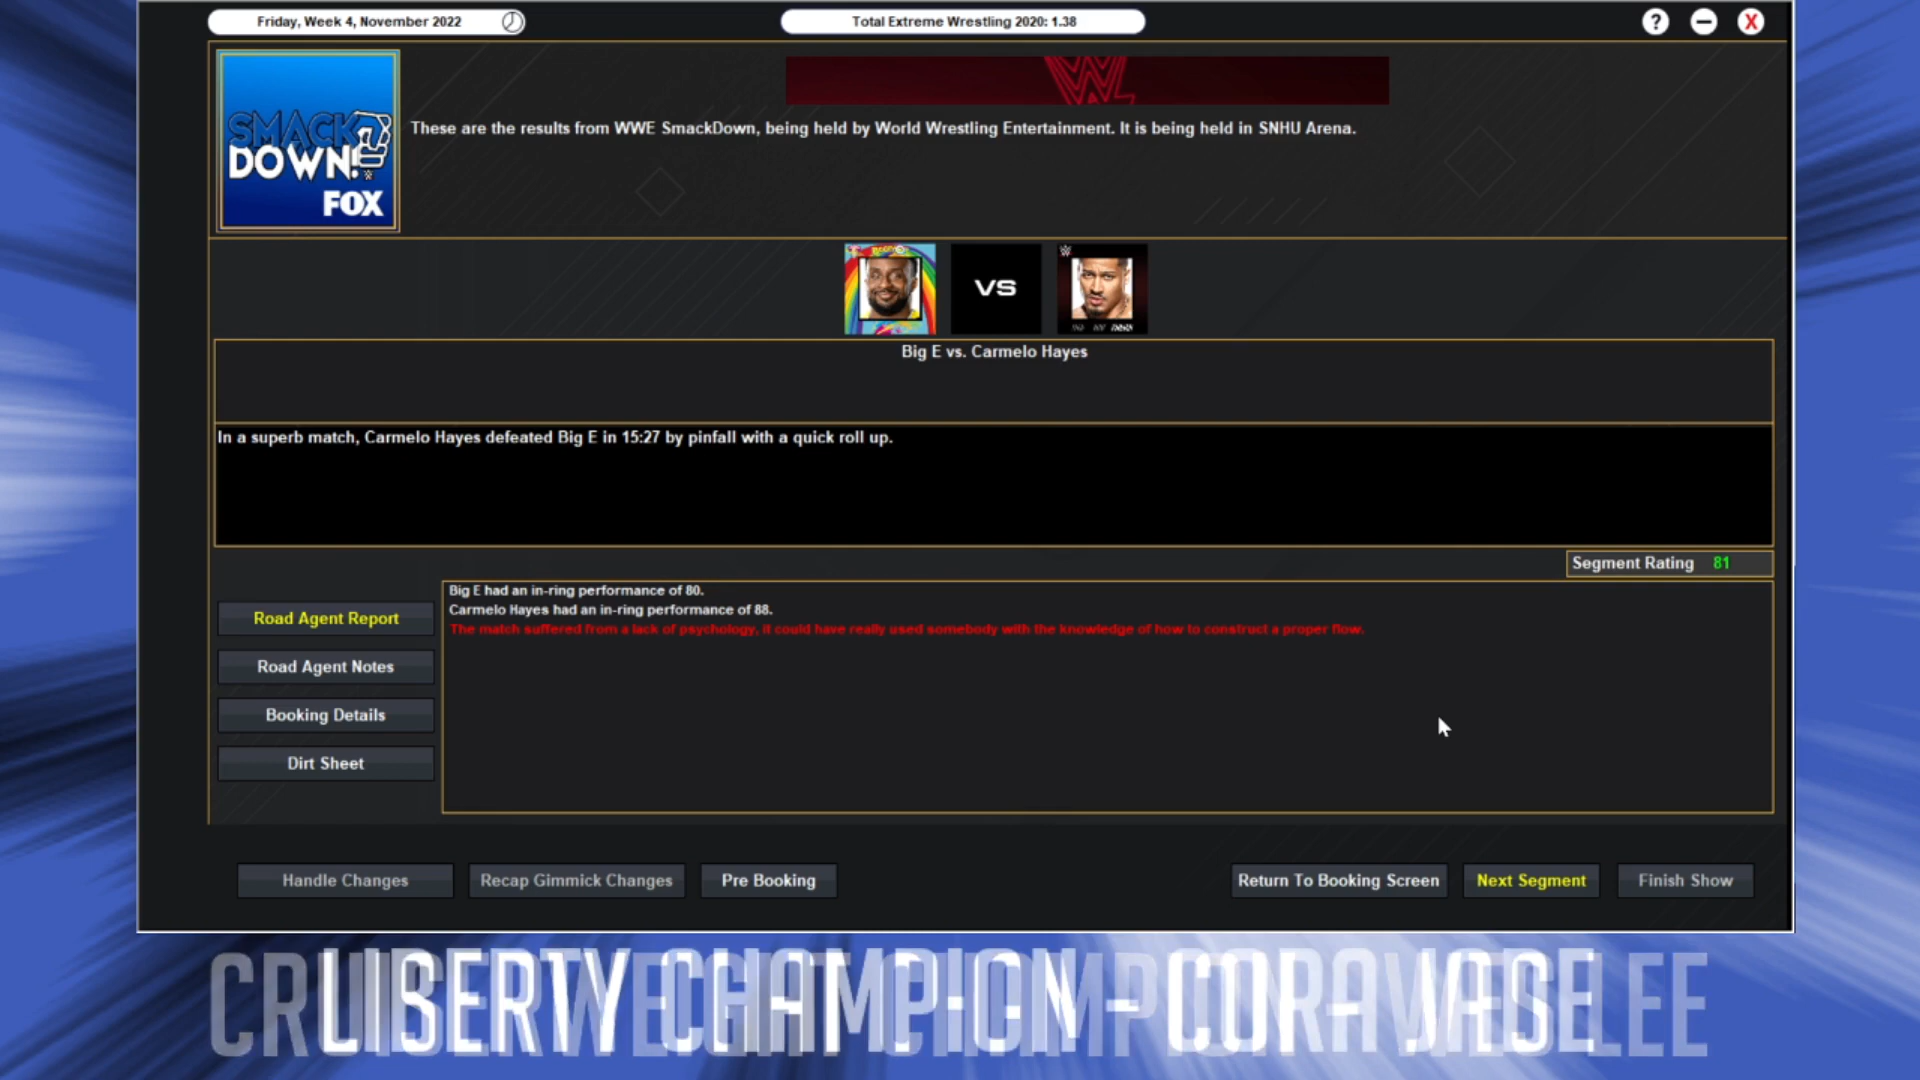 Friday, Week 4, November 2022
Total Extreme Wrestling 2020: 1.38
?
X
SMACK
DOWN!
FOX
These are the results from WWE SmackDown, being held by World Wrestling Entertainment. It is being held in SNHU Arena.
VS
Big E vs. Carmelo Hayes
In a superb match, Carmelo Hayes defeated Big E in 15:27 by pinfall with a quick roll up.
Segment Rating 81
Road Agent Report
Road Agent Notes
Booking Details
Dirt Sheet
Big E had an in-ring performance of 80.
Carmelo Hayes had an in-ring performance of 88.
The match suffered from a lack of psychology, it could have really used somebody with the knowledge of how to construct a proper flow.
Handle Changes
Recap Gimmick Changes
Pre Booking
Return To Booking Screen
Next Segment
Finish Show